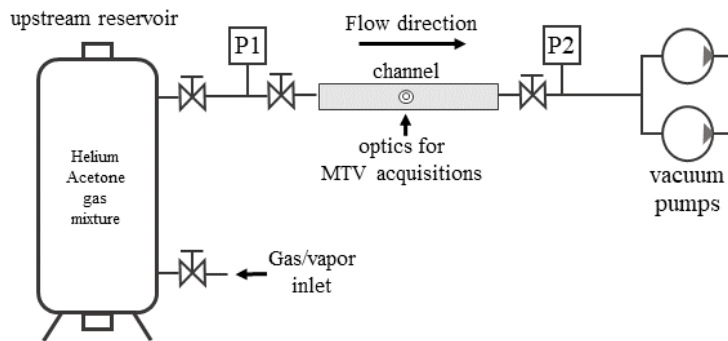 upstream reservoir
P1
Flow direction
P2
channel
Helium
Acetone
gas
mixture
optics for
MTV acquisitions
vacuum
pumps
Gas/vapor
inlet